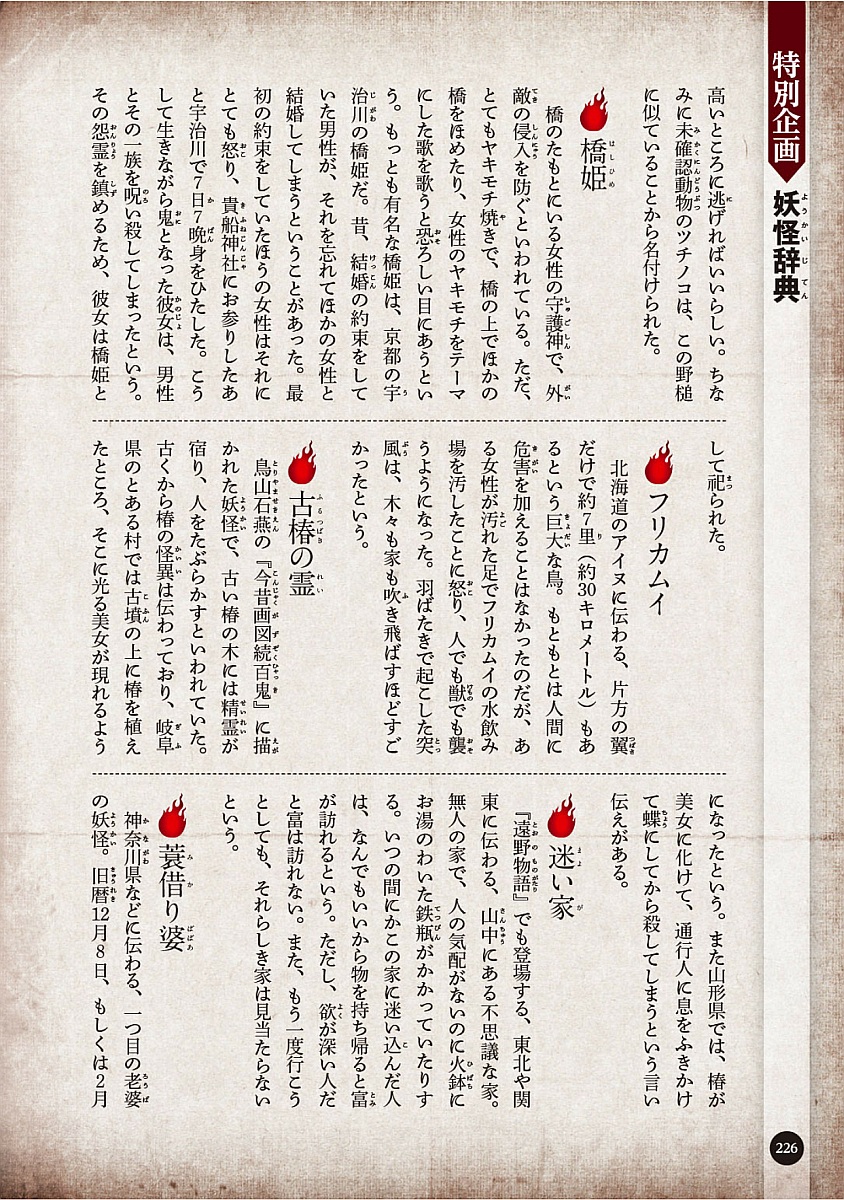 特別企画
妖怪辞典
高いところに逃げればいいらしい。ちな
みに未確認動物のツチノコは、この野槌
に似ていることから名付けられた。
橋姫
橋のたもとにいる女性の守護神で、外
敵の侵入を防ぐといわれている。ただ、
とてもヤキモチ焼きで、橋の上でほかの
橋をほめたり、女性のヤキモチをテーマ
にした歌を歌うと恐ろしい目にあうとい
う。もっとも有名な橋姫は、京都の宇
治川の橋姫だ。昔、結婚の約束をして
いた男性が、それを忘れてほかの女性と
結婚してしまうということがあった。最
初の約束をしていたほうの女性はそれに
とても怒り、貴船神社にお参りしたあ
と宇治川で7日7晩身をひたした。こう
して生きながら鬼となった彼女は、男性
とその一族を呪い殺してしまったという。
その怨霊を鎮めるため、彼女は橋姫と
して祀られた。
フリカムイ
北海道のアイヌに伝わる、片方の翼
だけで約7里（約30キロメートル）もあ
るという巨大な鳥。もともとは人間に
危害を加えることはなかったのだが、あ
る女性が汚れた足でフリカムイの水飲み
場を汚したことに怒り、人でも獣でも襲
うようになった。羽ばたきで起こした突
風は、木々も家も吹き飛ばすほどすご
かったという。
古椿の霊
鳥山石燕の『今昔画図続百鬼』に描
かれた妖怪で、古い椿の木には精霊が
宿り、人をたぶらかすといわれていた。
古くから椿の怪異は伝わっており、岐阜
県のとある村では古墳の上に椿を植え
たところ、そこに光る美女が現れるよう
になったという。また山形県では、椿が
美女に化けて、通行人に息をふきかけ
て蝶にしてから殺してしまうという言い
伝えがある。
迷い家
『遠野物語』でも登場する、東北や関
東に伝わる、山中にある不思議な家。
無人の家で、人の気配がないのに火鉢に
お湯のわいた鉄瓶がかかっていたりす
る。いつの間にかこの家に迷い込んだ人
は、なんでもいいから物を持ち帰ると富
が訪れるという。ただし、欲が深い人だ
と富は訪れない。また、もう一度行こう
としても、それらしき家は見当たらない
という。
蓑借り婆
神奈川県などに伝わる、一つ目の老婆
の妖怪。旧暦12月8日、もしくは2月
226